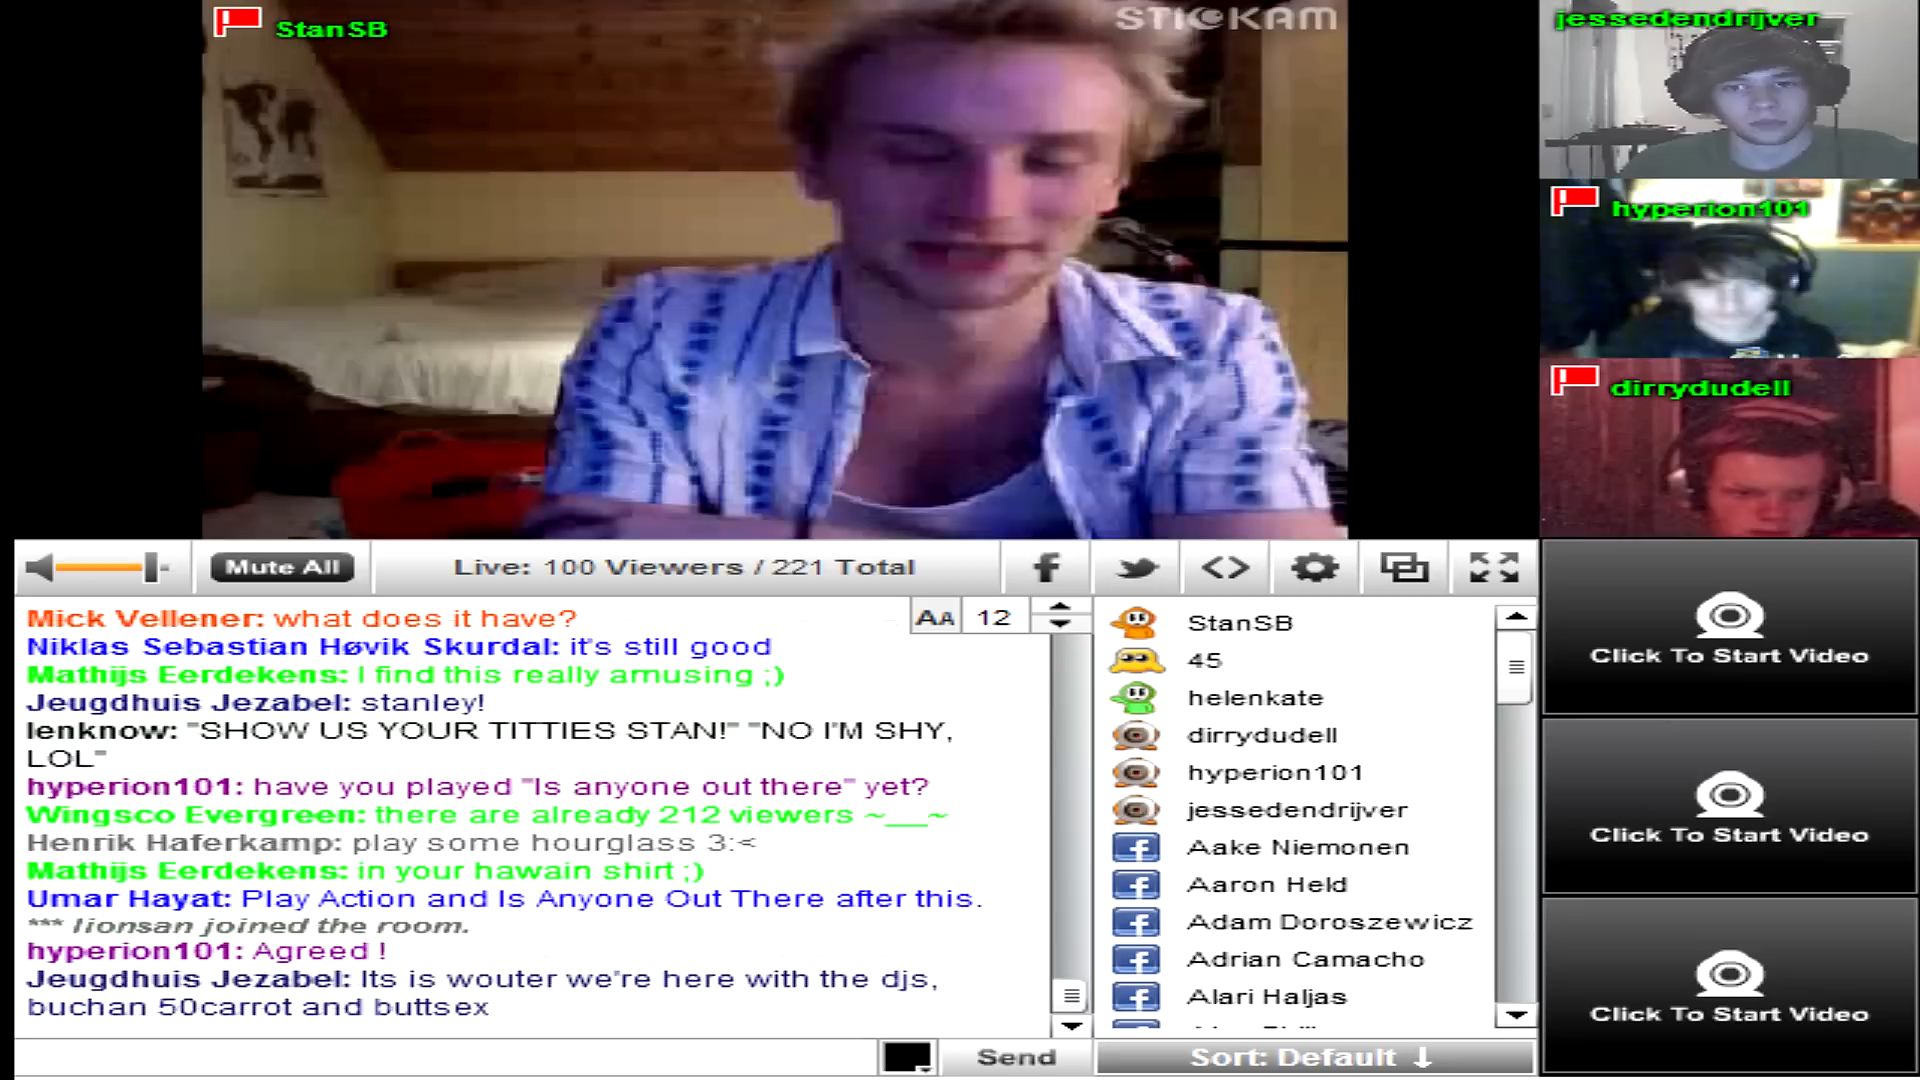 StanSB
STICKAM
jessedendrijver
hyperion101
dirrydudell
Mute All
Live: 100 Viewers / 221 Total
Mick Vellener: what does it have?
Niklas Sebastian Høvik Skurdal: it's still good
Mathijs Eerdekens: I find this really amusing ;)
Jeugdhuis Jezabel: stanley!
lenknow: "SHOW US YOUR TITTIES STAN!" "NO I'M SHY,
LOL"
hyperion101: have you played "Is anyone out there" yet?
Wingsco Evergreen: there are already 212 viewers ~__~
Henrik Haferkamp: play some hourglass 3:<
Mathijs Eerdekens: in your hawain shirt ;)
Umar Hayat: Play Action and Is Anyone Out There after this.
*** lionsan joined the room.
hyperion101: Agreed !
Jeugdhuis Jezabel: Its is wouter we're here with the djs,
buchan 50carrot and buttsex
AA 12
StanSB
45
helenkate
dirrydudell
hyperion101
jessedendrijver
Aake Niemonen
Aaron Held
Adam Doroszewicz
Adrian Camacho
Alari Haljas
Send
Sort: Default ↓
Click To Start Video
Click To Start Video
Click To Start Video